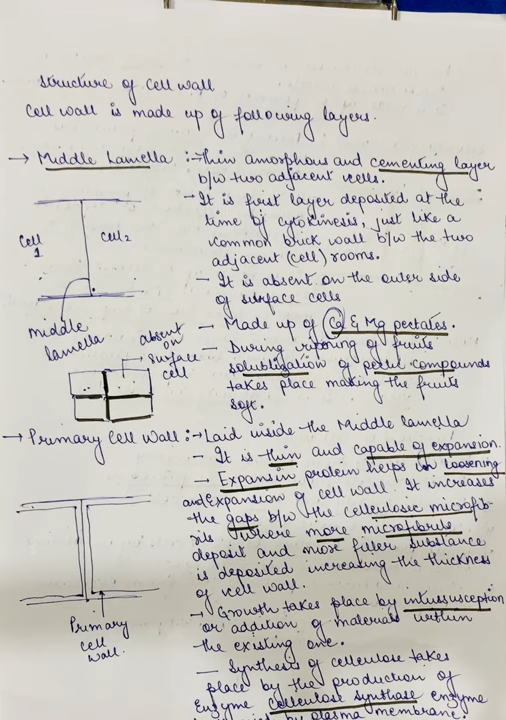 Structure of cell wall
Cell wall is made up of following layers.
→ Middle Lamella :- Thin amorphous and cementing layer
b/w two adjacent cells.
- It is first layer deposited at the
time of cytokinesis, just like a
common brick wall b/w the two
adjacent (cell) rooms.
- It is absent on the outer side
of surface cells
- Made up of Ca & Mg pectates.
- During ripening of fruits
solublization of pectic compounds
takes place making the fruits
soft.
Cell 1
cell 2
middle
lamella
absent
on
surface
cell
→ Primary Cell Wall :→ Laid inside the Middle lamella
- It is thin and capable of expansion.
- Expansin protein helps in loosening
and Expansion of cell wall. It increases
the gaps b/w the cellulosic microfib
rils where more microfibrils
deposit and more filler substance
is deposited increasing the thickness
of cell wall.
- Growth takes place by intussusception
or addition of materials within
the existing one.
- Synthesis of cellulose takes
place by the production of
Enzyme cellulose synthase enzyme
by plasma membrane.
Primary
cell
wall.